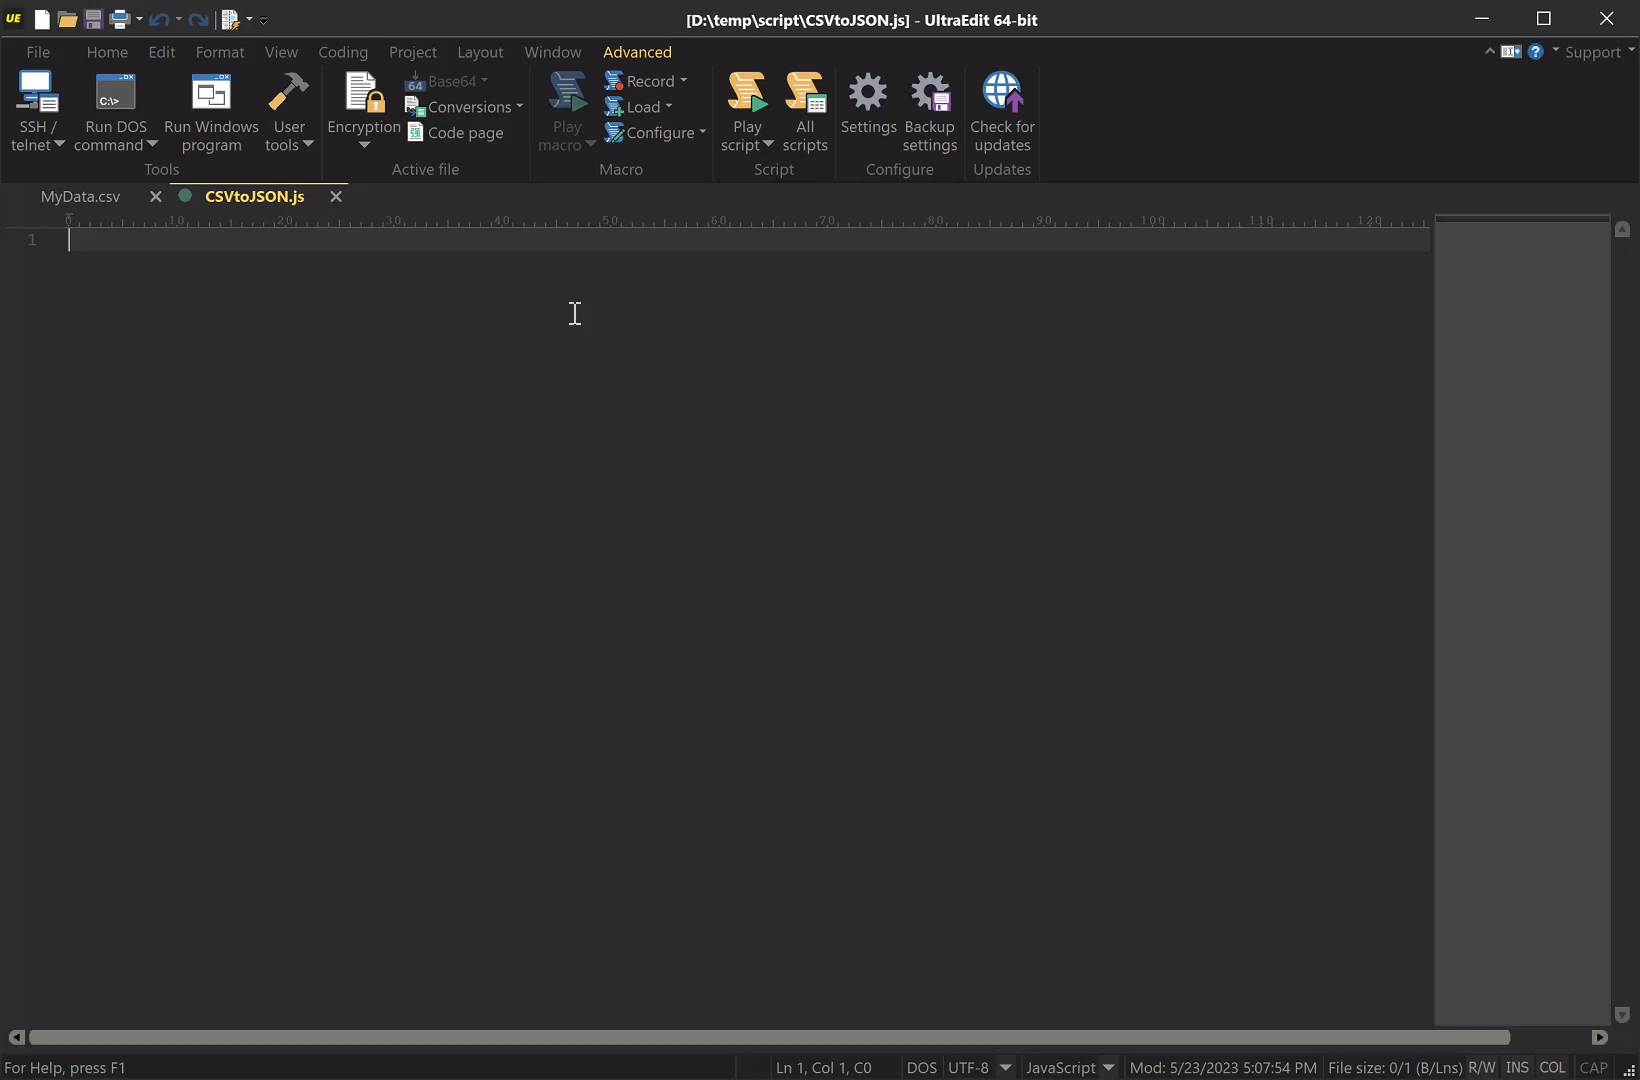 UE
[D:\temp\script\CSVtoJSON.js] - UltraEdit 64-bit
File Home Edit Format View Coding Project Layout Window Advanced
? Support
SSH / telnet
C:\>
Run DOS command
Run Windows program
User tools
Tools
Encryption
64 Base64
Conversions
Code page
Active file
Play macro
Record
Load
Configure
Macro
Play script
All scripts
Script
Settings
Backup settings
Configure
Check for updates
Updates
MyData.csv
CSVtoJSON.js
0 10 20 30 40 50 60 70 80 90 100 110 120
1
For Help, press F1
Ln 1, Col 1, C0
DOS
UTF-8
JavaScript
Mod: 5/23/2023 5:07:54 PM
File size: 0/1 (B/Lns)
R/W
INS
COL
CAP